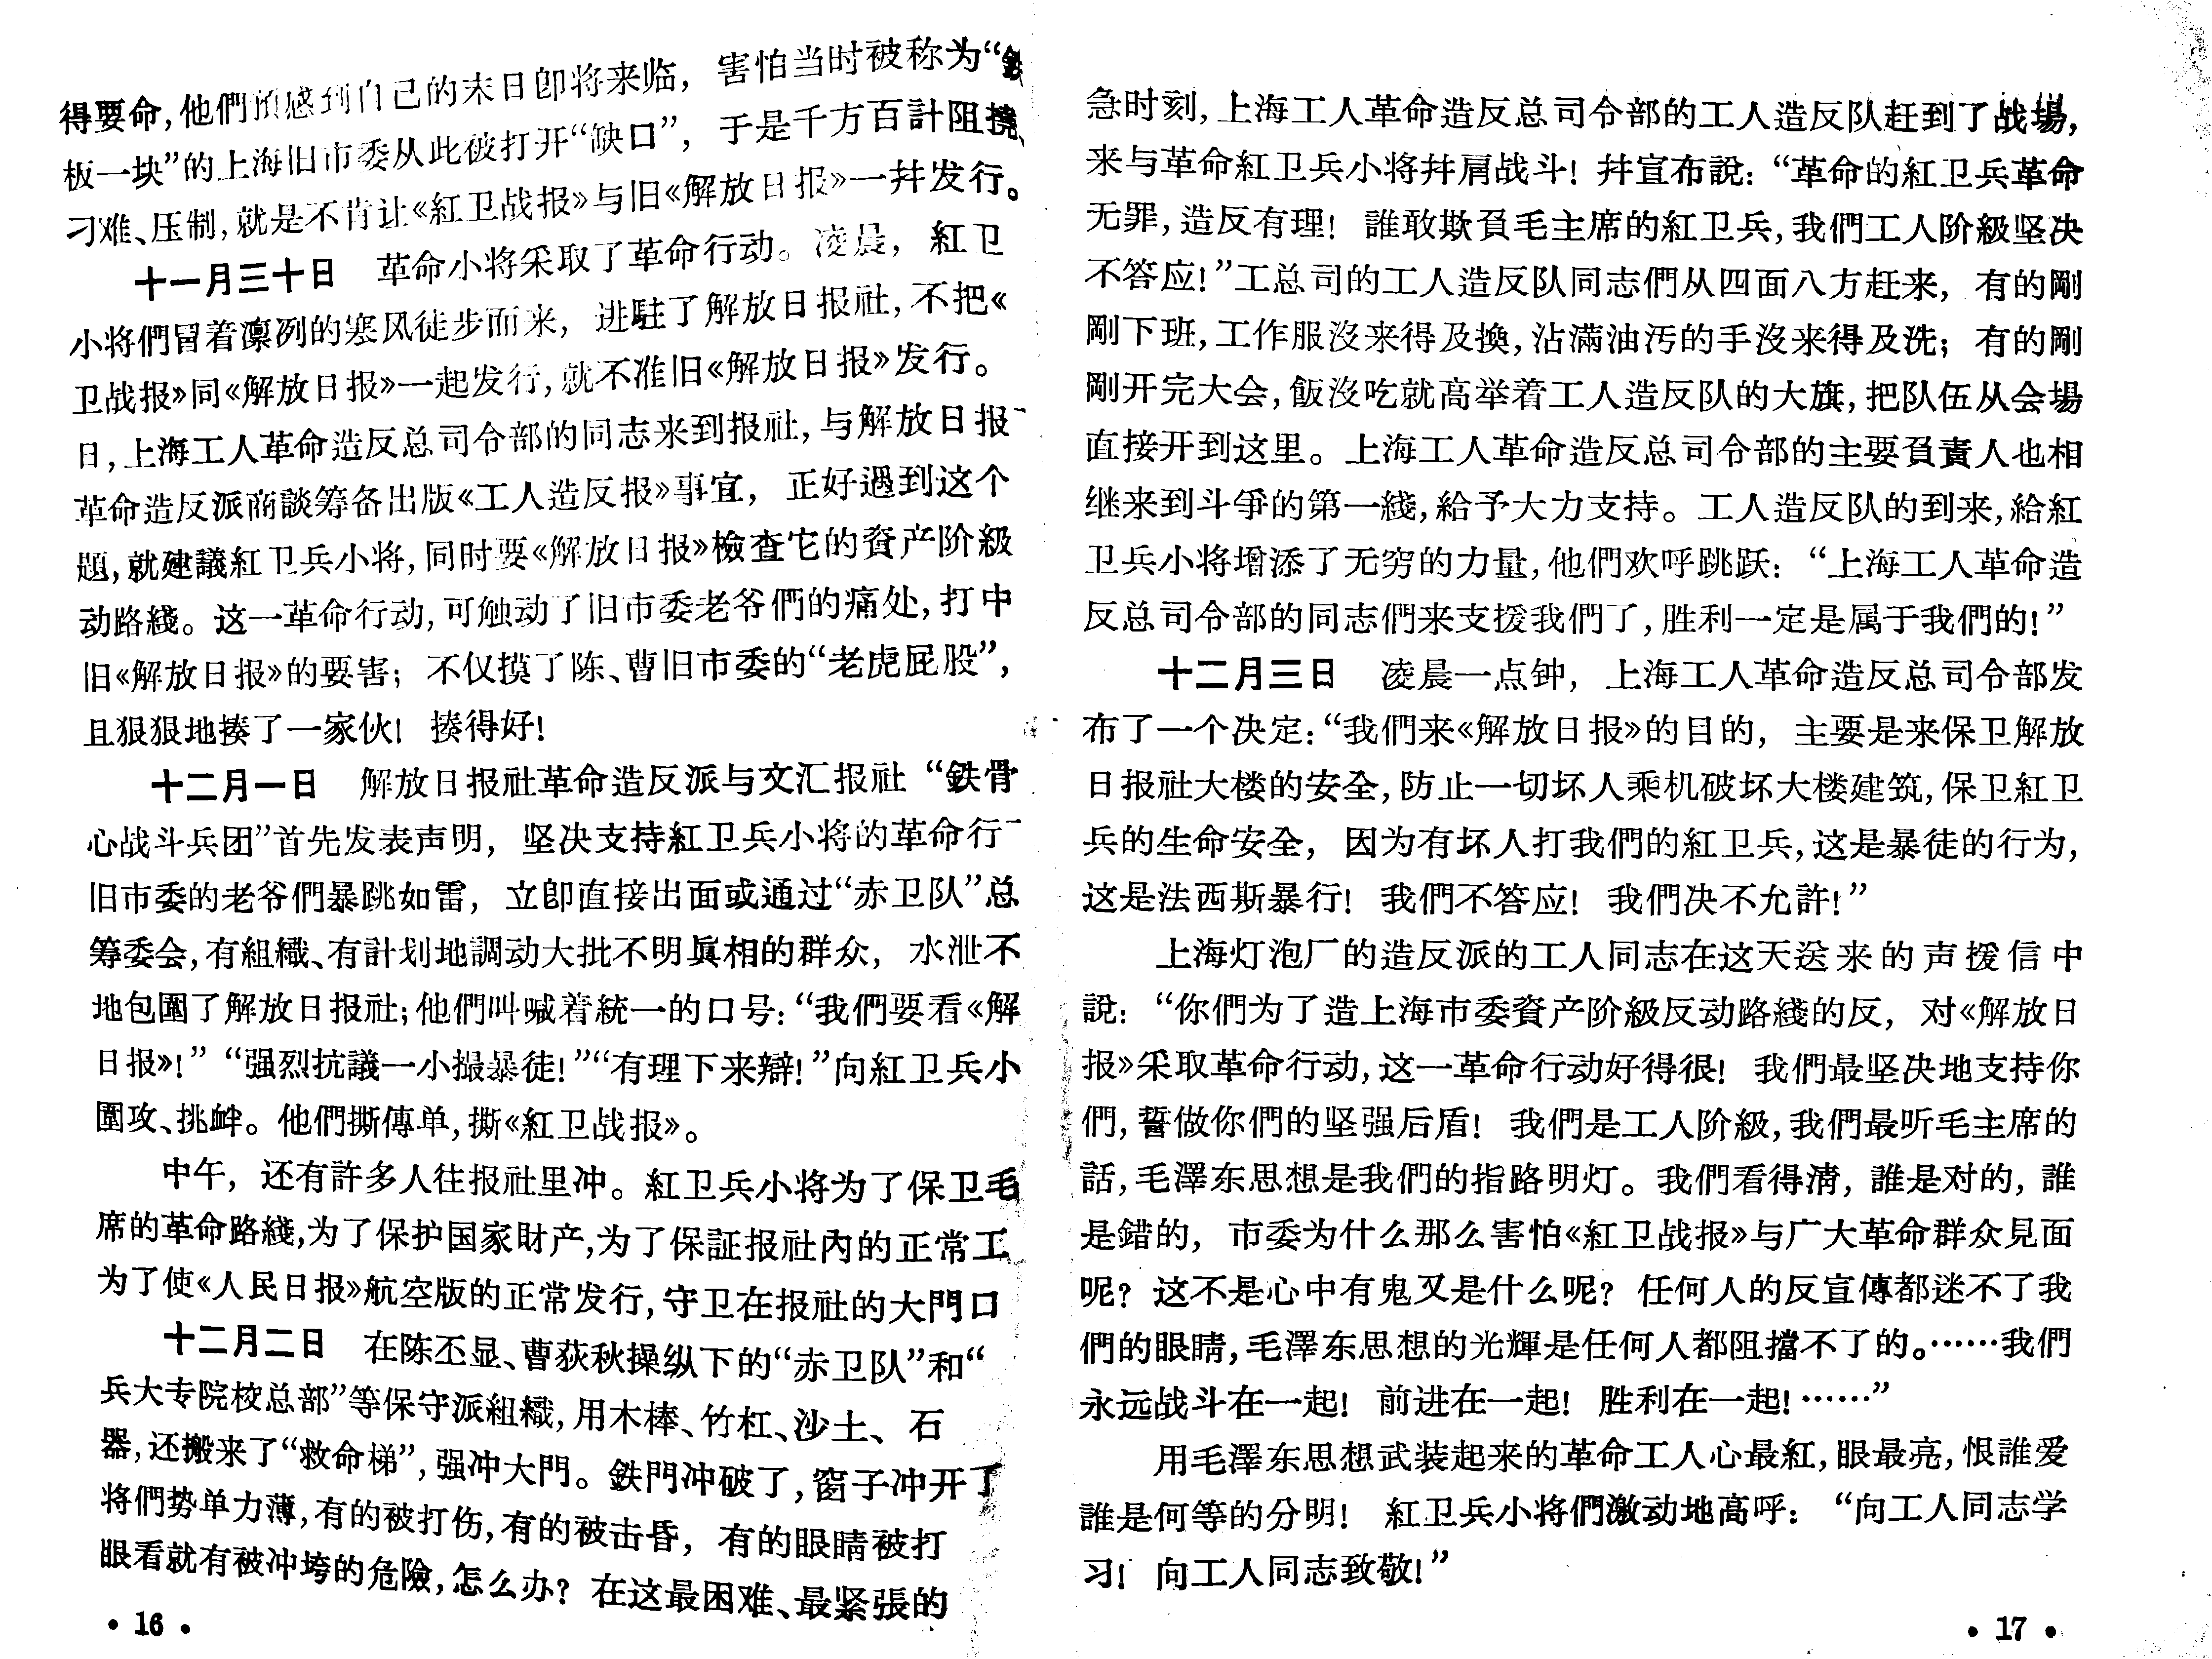 得要命，他們預感到自己的末日即将来临，害怕当时被称为“鉄
板一块”的上海旧市委从此被打开“缺口”，于是千方百計阻撓、
刁难、压制，就是不肯让《紅卫战报》与旧《解放日报》一幷发行。
十一月三十日　革命小将采取了革命行动。凌晨，紅卫
小将們冒着凛冽的寒风徒步而来，进駐了解放日报社，不把《
卫战报》同《解放日报》一起发行，就不准旧《解放日报》发行。
日，上海工人革命造反总司令部的同志来到报社，与解放日报
革命造反派商談筹备出版《工人造反报》事宜，正好遇到这个
題，就建議紅卫兵小将，同时要《解放日报》檢查它的資产阶級
动路綫。这一革命行动，可触动了旧市委老爷們的痛处，打中
旧《解放日报》的要害；不仅摸了陈、曹旧市委的“老虎屁股”，
且狠狠地揍了一家伙！揍得好！
十二月一日　解放日报社革命造反派与文汇报社“鉄骨
心战斗兵团”首先发表声明，坚决支持紅卫兵小将的革命行
旧市委的老爷們暴跳如雷，立即直接出面或通过“赤卫队”总
筹委会，有組織、有計划地調动大批不明眞相的群众，水泄不
地包圍了解放日报社；他們叫喊着統一的口号：“我們要看《解
日报》！”“强烈抗議一小撮暴徒！”“有理下来辯！”向紅卫兵小
圍攻、挑衅。他們撕傳单，撕《紅卫战报》。
中午，还有許多人往报社里冲。紅卫兵小将为了保卫毛
席的革命路綫，为了保护国家財产，为了保証报社內的正常工
为了使《人民日报》航空版的正常发行，守卫在报社的大門口
十二月二日　在陈丕显、曹荻秋操纵下的“赤卫队”和“
兵大专院校总部”等保守派組織，用木棒、竹杠、沙土、石
器，还搬来了“救命梯”，强冲大門。鉄門冲破了，窗子冲开了
将們势单力薄，有的被打伤，有的被击昏，有的眼睛被打
眼看就有被冲垮的危險，怎么办？在这最困难、最紧張的
• 16 •
急时刻，上海工人革命造反总司令部的工人造反队赶到了战場，
来与革命紅卫兵小将幷肩战斗！幷宣布說：“革命的紅卫兵革命
无罪，造反有理！誰敢欺負毛主席的紅卫兵，我們工人阶級坚决
不答应！”工总司的工人造反队同志們从四面八方赶来，有的剛
剛下班，工作服沒来得及換，沾滿油污的手沒来得及洗；有的剛
剛开完大会，飯沒吃就高举着工人造反队的大旗，把队伍从会場
直接开到这里。上海工人革命造反总司令部的主要負責人也相
继来到斗爭的第一綫，給予大力支持。工人造反队的到来，給紅
卫兵小将增添了无穷的力量，他們欢呼跳跃：“上海工人革命造
反总司令部的同志們来支援我們了，胜利一定是属于我們的！”
十二月三日　凌晨一点钟，上海工人革命造反总司令部发
布了一个决定：“我們来《解放日报》的目的，主要是来保卫解放
日报社大楼的安全，防止一切坏人乘机破坏大楼建筑，保卫紅卫
兵的生命安全，因为有坏人打我們的紅卫兵，这是暴徒的行为，
这是法西斯暴行！我們不答应！我們决不允許！”
上海灯泡厂的造反派的工人同志在这天送来的声援信中
說：“你們为了造上海市委資产阶級反动路綫的反，对《解放日
报》采取革命行动，这一革命行动好得很！我們最坚决地支持你
們，誓做你們的坚强后盾！我們是工人阶級，我們最听毛主席的
話，毛澤东思想是我們的指路明灯。我們看得清，誰是对的，誰
是錯的，市委为什么那么害怕《紅卫战报》与广大革命群众見面
呢？这不是心中有鬼又是什么呢？任何人的反宣傳都迷不了我
們的眼睛，毛澤东思想的光輝是任何人都阻擋不了的。……我們
永远战斗在一起！前进在一起！胜利在一起！……”
用毛澤东思想武装起来的革命工人心最紅，眼最亮，恨誰爱
誰是何等的分明！紅卫兵小将們激动地高呼：“向工人同志学
习！向工人同志致敬！”
• 17 •